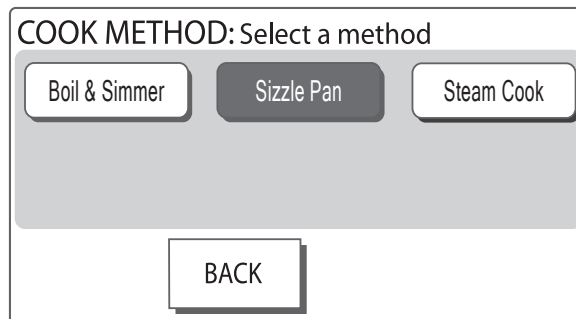 COOK METHOD: Select a method
Boil & Simmer Sizzle Pan Steam Cook
BACK